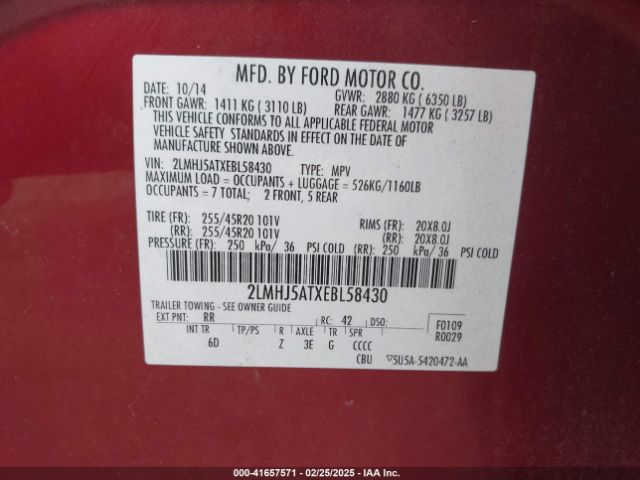 MFD. BY FORD MOTOR CO.
DATE: 10/14 GVWR: 2880 KG ( 6350 LB)
FRONT GAWR: 1411 KG ( 3110 LB) REAR GAWR: 1477 KG ( 3257 LB)
THIS VEHICLE CONFORMS TO ALL APPLICABLE FEDERAL MOTOR
VEHICLE SAFETY STANDARDS IN EFFECT ON THE DATE OF
MANUFACTURE SHOWN ABOVE.
VIN: 2LMHJ5ATXEBL58430 TYPE: MPV
MAXIMUM LOAD = OCCUPANTS + LUGGAGE = 526KG/1160LB
OCCUPANTS = 7 TOTAL; 2 FRONT, 5 REAR
TIRE (FR): 255/45R20 101V RIMS (FR): 20X8.0J
(RR): 255/45R20 101V (RR): 20X8.0J
PRESSURE (FR): 250 kPa/ 36 PSI COLD (RR): 250 kPa/ 36 PSI COLD
2LMHJ5ATXEBL58430
TRAILER TOWING - SEE OWNER GUIDE
EXT PNT: RR RC: 42 DSO: F0109
INT TR TP/PS R AXLE TR SPR R0029
6D Z 3E G CCCC
CBU ▽5U5A-5420472-AA
000-41657571 • 02/25/2025 - IAA Inc.